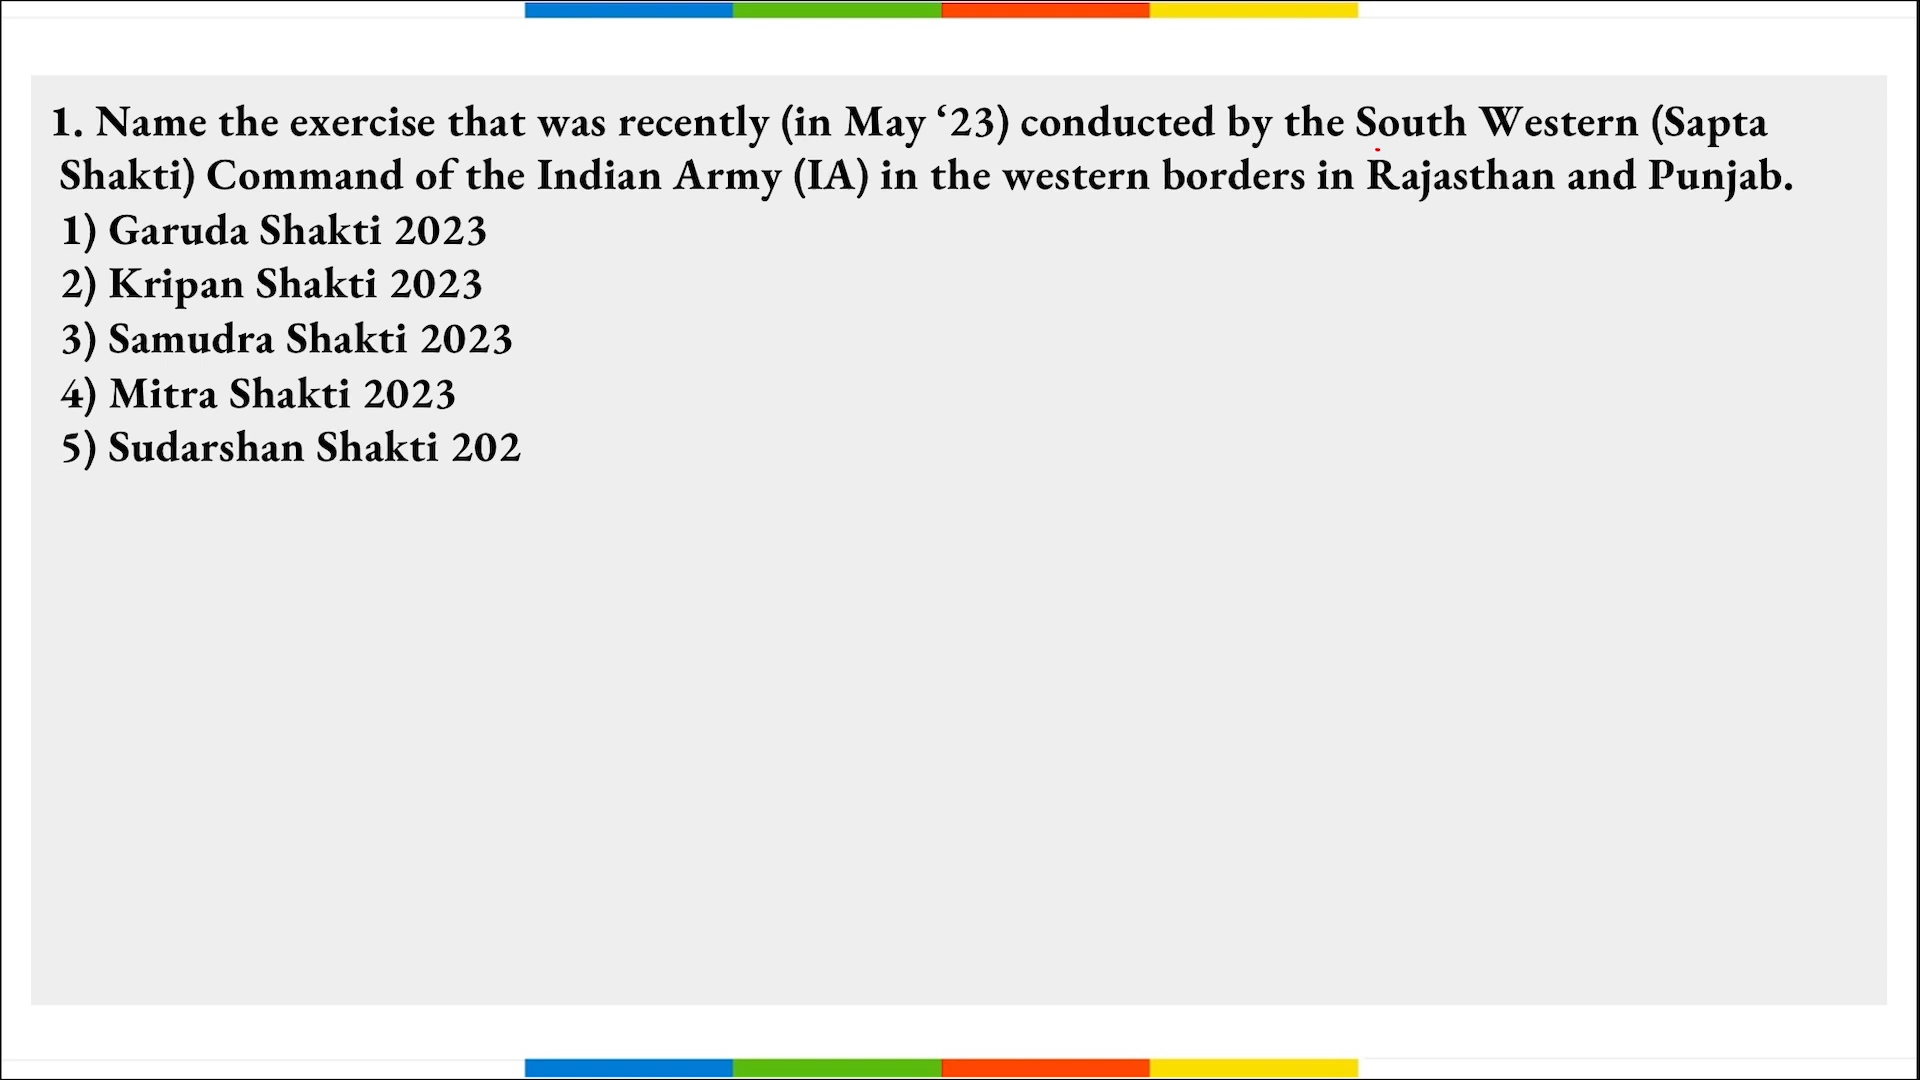 1. Name the exercise that was recently (in May ‘23) conducted by the South Western (Sapta
Shakti) Command of the Indian Army (IA) in the western borders in Rajasthan and Punjab.
1) Garuda Shakti 2023
2) Kripan Shakti 2023
3) Samudra Shakti 2023
4) Mitra Shakti 2023
5) Sudarshan Shakti 202